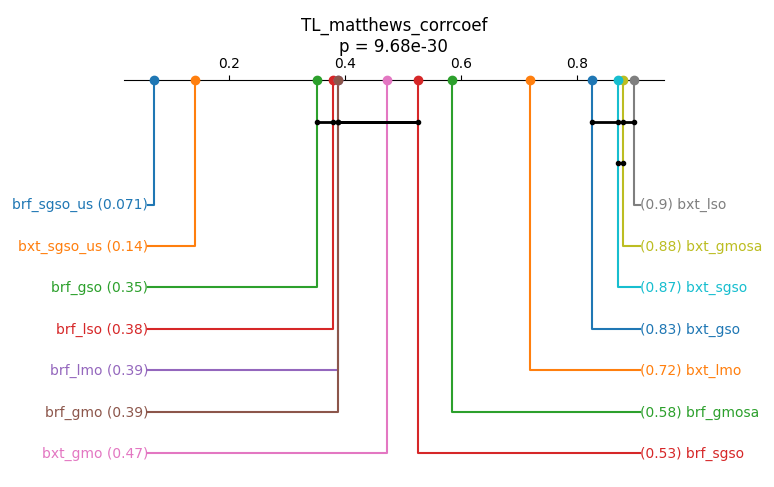 TL_matthews_corrcoef
p = 9.68e-30
0.2 0.4 0.6 0.8
brf_sgso_us (0.071) (0.9) bxt_lso
bxt_sgso_us (0.14) (0.88) bxt_gmosa
brf_gso (0.35) (0.87) bxt_sgso
brf_lso (0.38) (0.83) bxt_gso
brf_lmo (0.39) (0.72) bxt_lmo
brf_gmo (0.39) (0.58) brf_gmosa
bxt_gmo (0.47) (0.53) brf_sgso